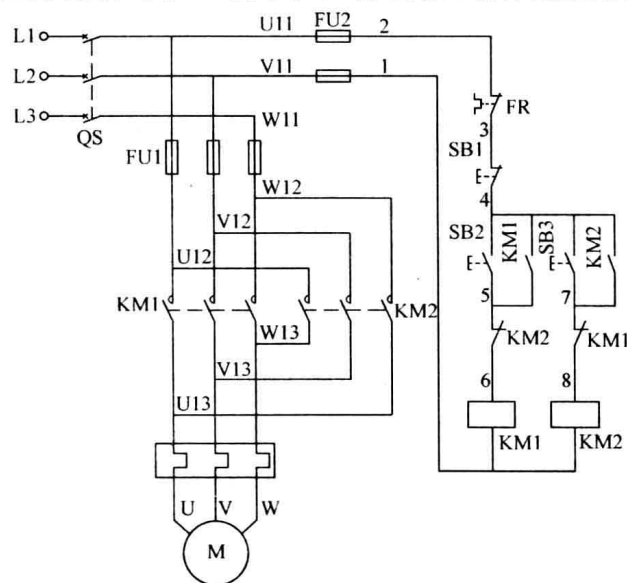 U11 FU2 2
L1
V11 1
L2
L3 W11 FR
QS 3
FU1 SB1
W12 4
V12 SB2 KM1 SB3 KM2
U12 5 7
KM1 KM2
W13 KM2 KM1
V13 6 8
U13
KM1 KM2
U V W
M